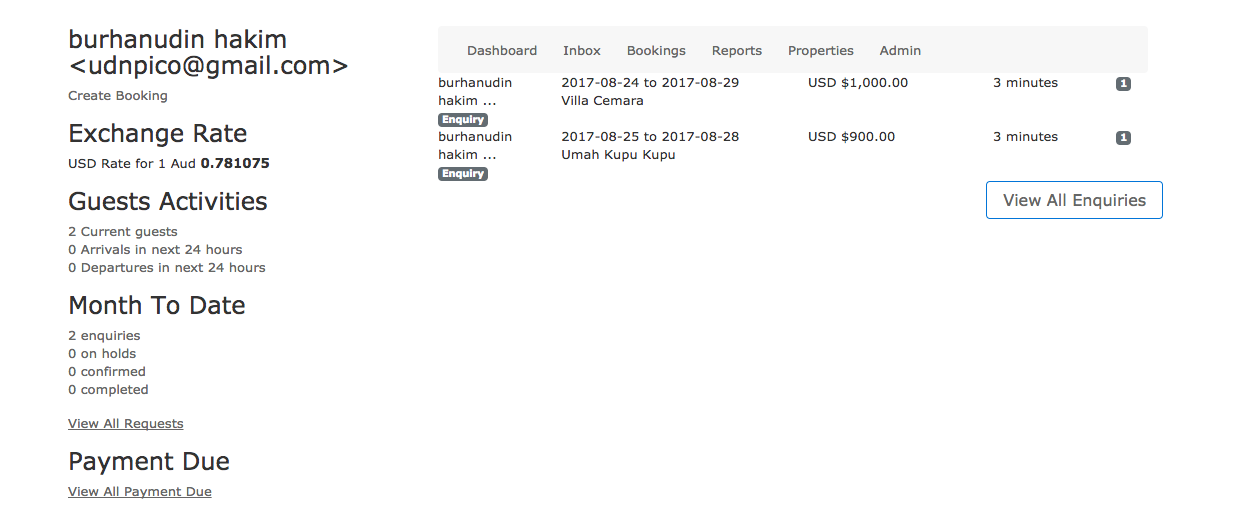 burhanudin hakim
<udnpico@gmail.com>
Create Booking
Exchange Rate
USD Rate for 1 Aud 0.781075
Guests Activities
2 Current guests
0 Arrivals in next 24 hours
0 Departures in next 24 hours
Month To Date
2 enquiries
0 on holds
0 confirmed
0 completed
View All Requests
Payment Due
View All Payment Due
Dashboard Inbox Bookings Reports Properties Admin
burhanudin 2017-08-24 to 2017-08-29 USD $1,000.00 3 minutes 1
hakim ... Villa Cemara
Enquiry
burhanudin 2017-08-25 to 2017-08-28 USD $900.00 3 minutes 1
hakim ... Umah Kupu Kupu
Enquiry
View All Enquiries